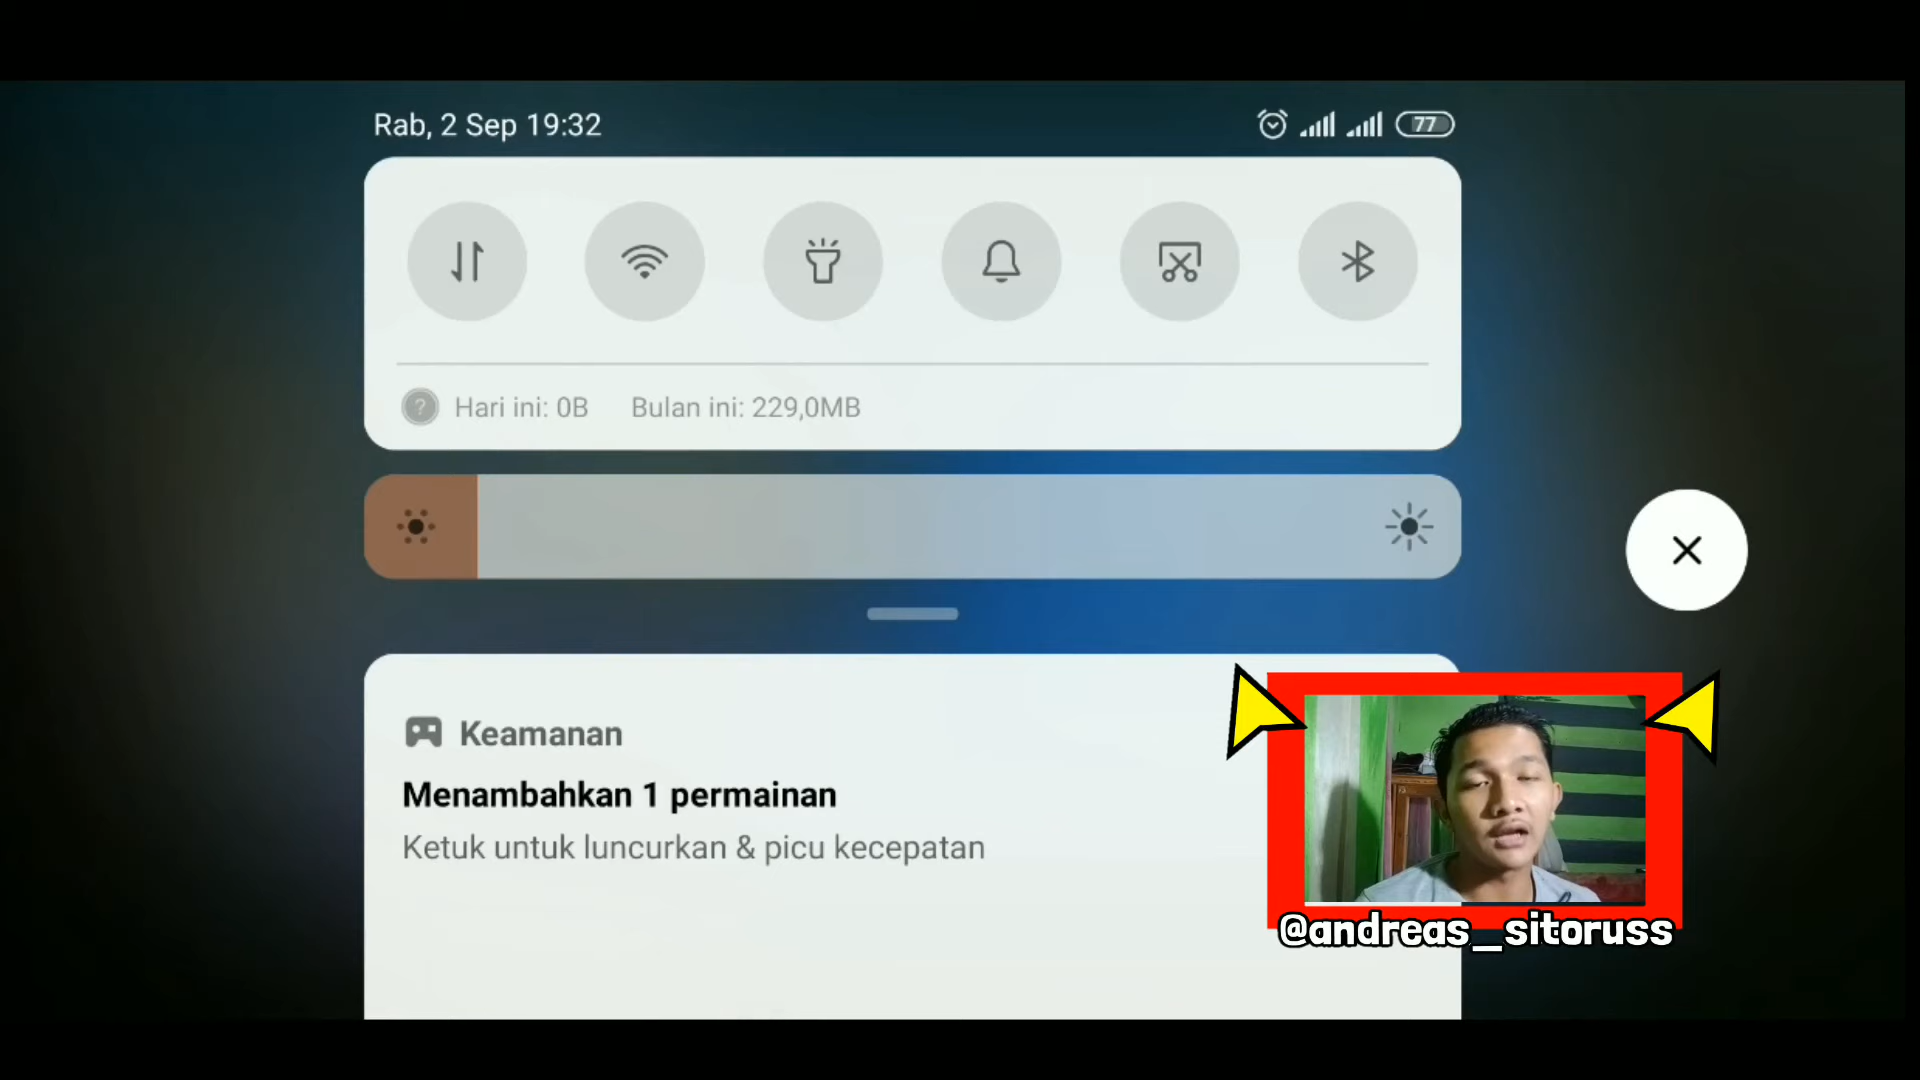 Rab, 2 Sep 19:32
77
Hari ini: 0B Bulan ini: 229,0MB
Keamanan
Menambahkan 1 permainan
Ketuk untuk luncurkan & picu kecepatan
@andreas_sitoruss